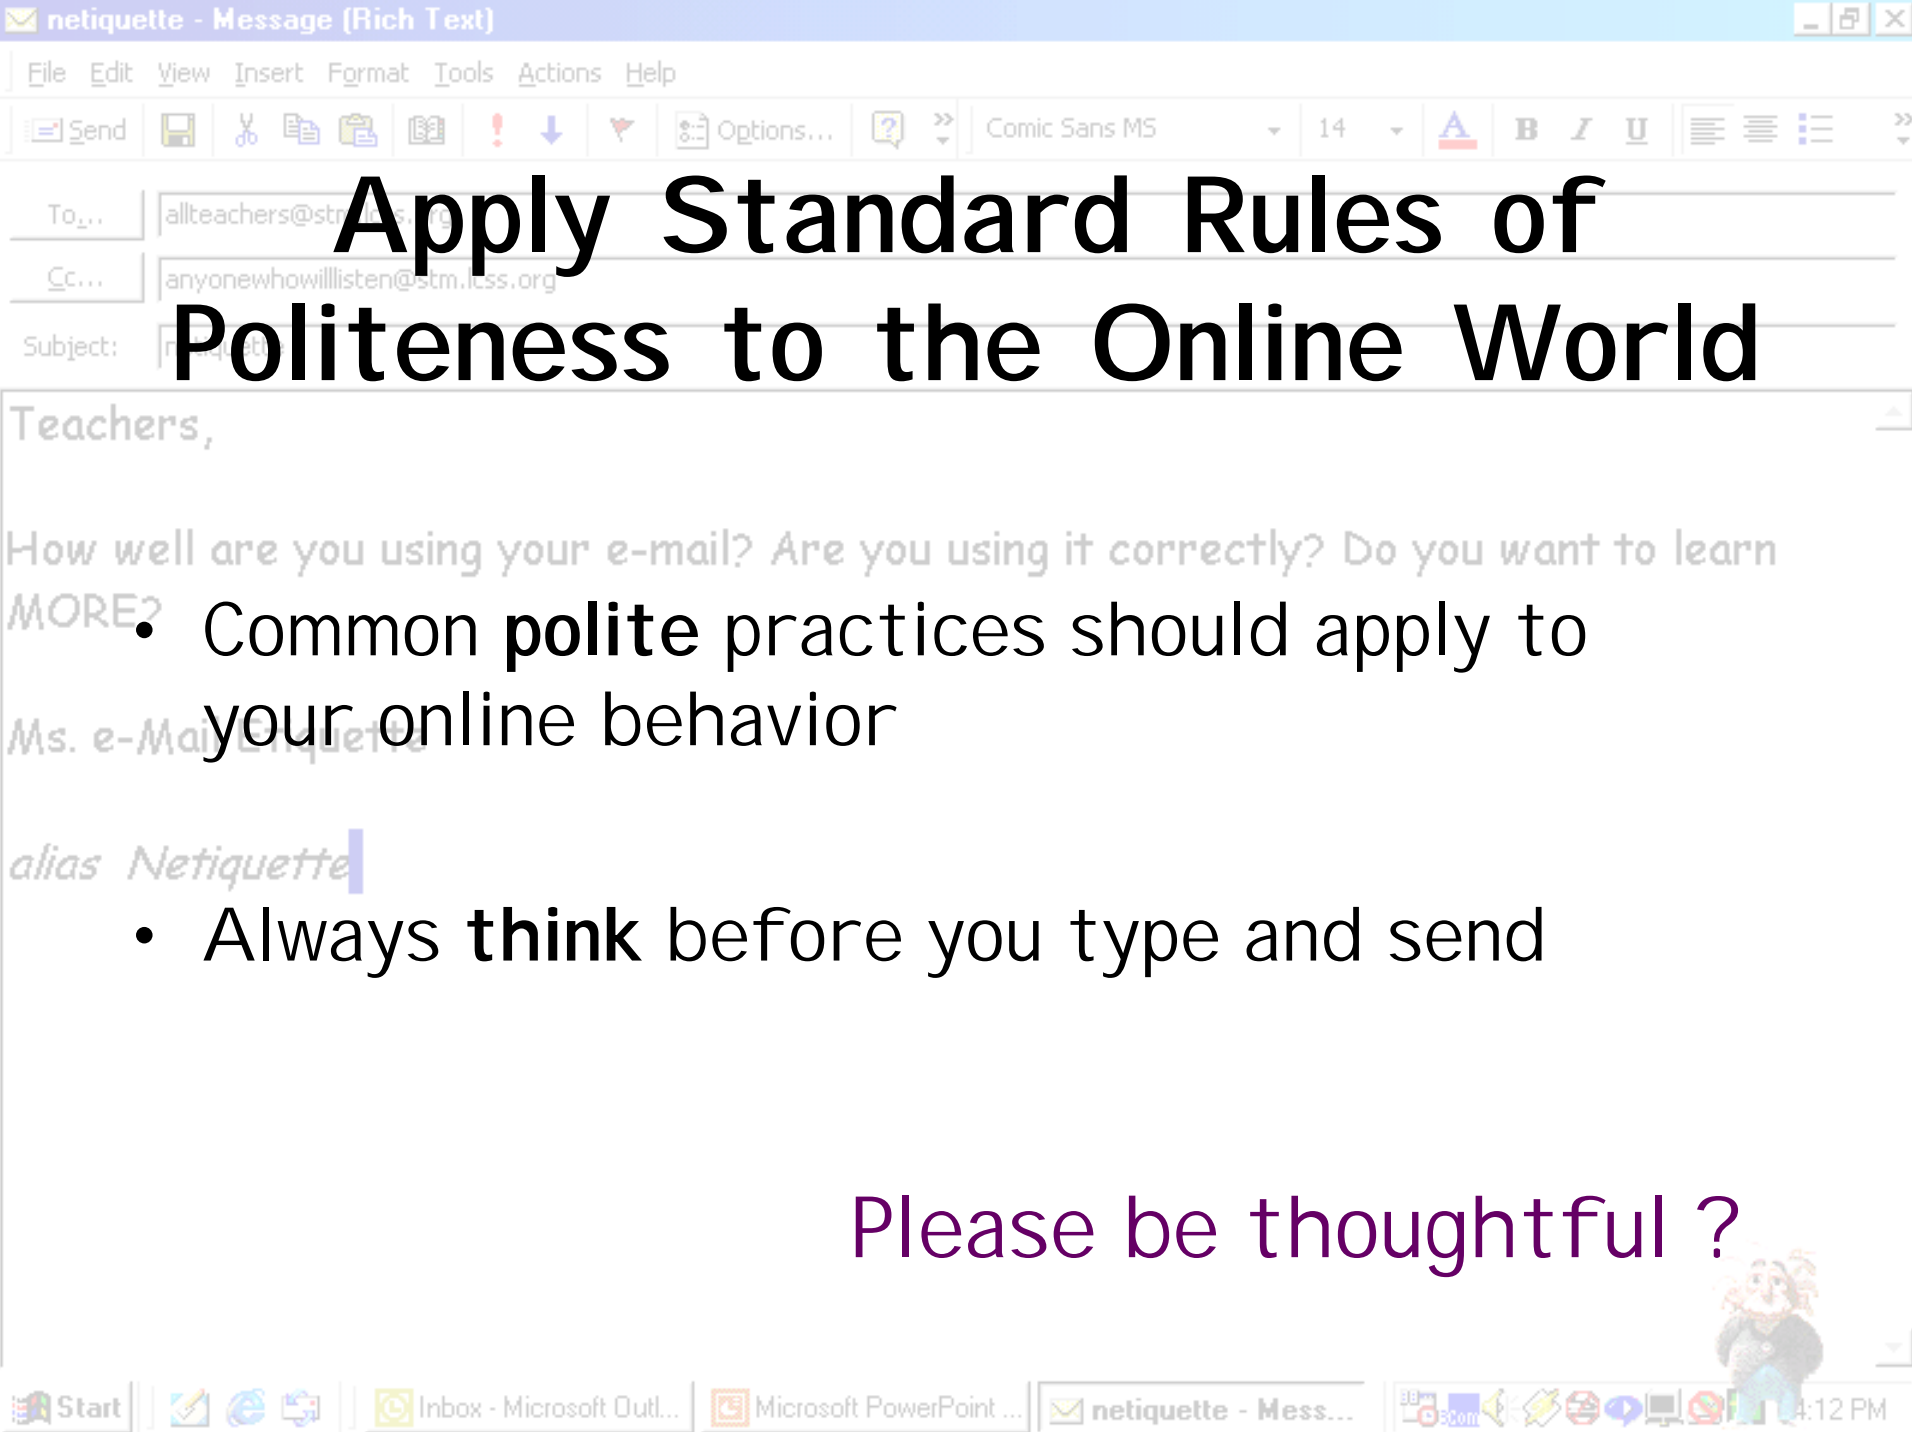 netiquette - Message (Rich Text)
File Edit View Insert Format Tools Actions Help
Send Options... Comic Sans MS 14 A B I U
Apply Standard Rules of
To... 
Cc... anyonewhowilllisten@stm.lcss.org
Politeness to the Online World
Subject: netiquette
Teachers,
How well are you using your e-mail? Are you using it correctly? Do you want to learn
MORE?
• Common polite practices should apply to
your online behavior
Ms. e-Mail Etiquette
alias Netiquette
• Always think before you type and send
Please be thoughtful ?
Start Inbox - Microsoft Outl... Microsoft PowerPoint ... netiquette - Mess... 4:12 PM